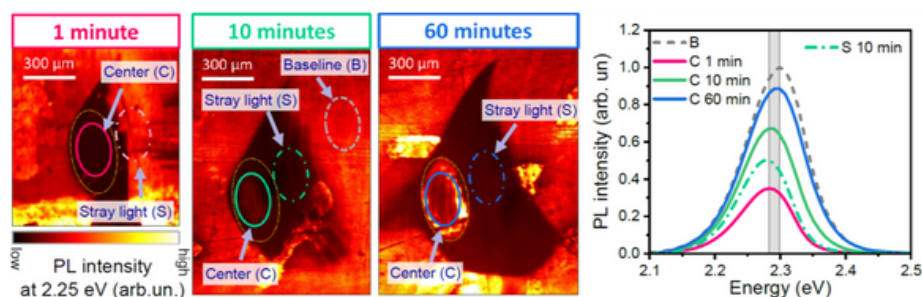 1 minute
300 µm
Center (C)
Stray light (S)
low
high
PL intensity
at 2.25 eV (arb.un.)
10 minutes
300 µm
Baseline (B)
Stray light (S)
Center (C)
60 minutes
300 µm
Stray light (S)
Center (C)
PL intensity (arb. un)
1.2
1.0
0.8
0.6
0.4
0.2
0.0
B
C 1 min
C 10 min
C 60 min
S 10 min
2.1 2.2 2.3 2.4 2.5
Energy (eV)